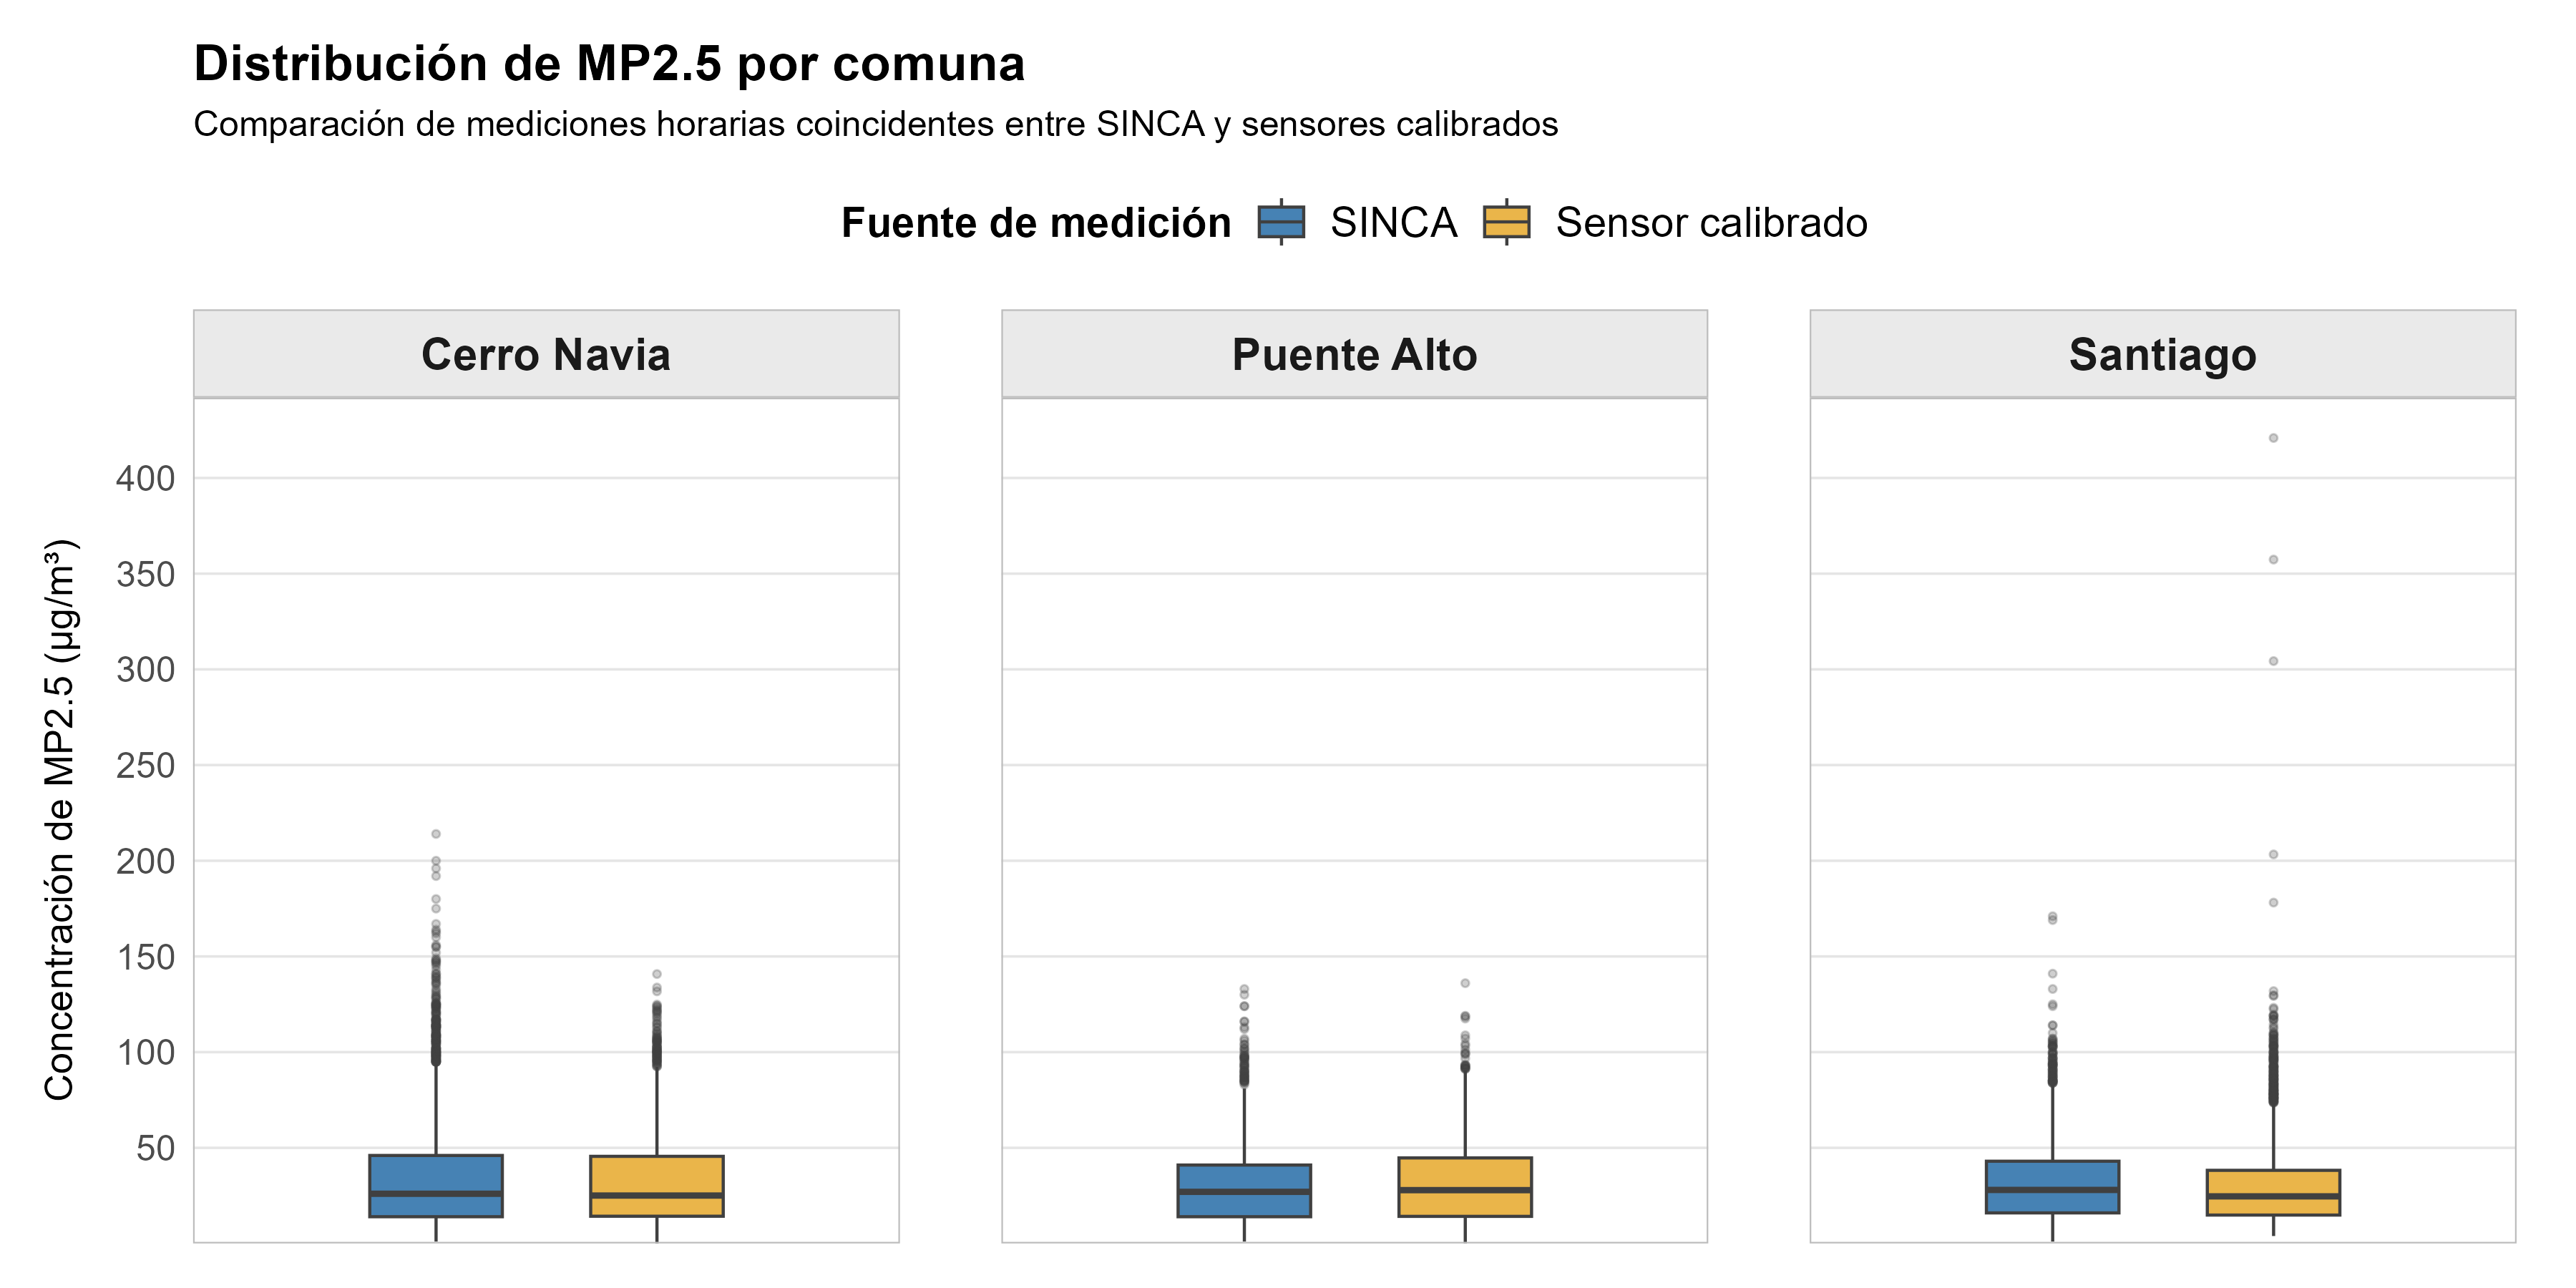 Distribución de MP2.5 por comuna
Comparación de mediciones horarias coincidentes entre SINCA y sensores calibrados
Fuente de medición SINCA Sensor calibrado
Cerro Navia Puente Alto Santiago
Concentración de MP2.5 (µg/m³)
400
350
300
250
200
150
100
50